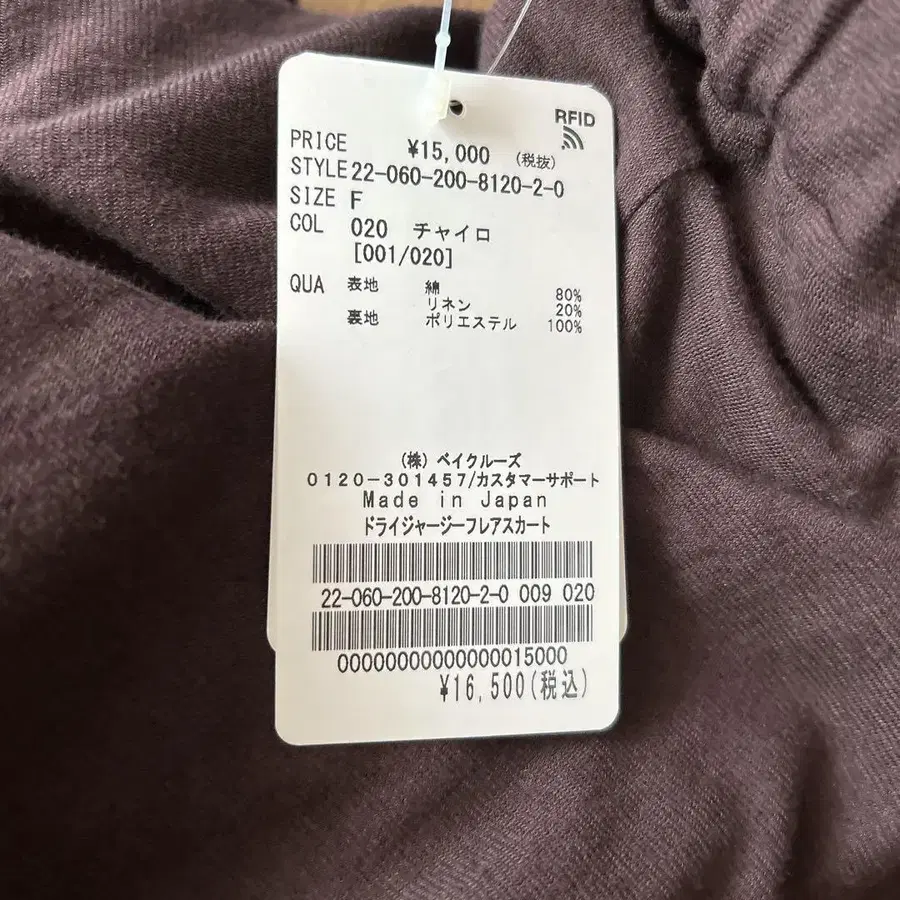 RFID
PRICE ¥15,000 (税抜)
STYLE 22-060-200-8120-2-0
SIZE F
COL 020 チャイロ
[001/020]
QUA 表地 綿 80%
リネン 20%
裏地 ポリエステル 100%
(株) ベイクルーズ
0120-301457/カスタマーサポート
Made in Japan
ドライジャージーフレアスカート
22-060-200-8120-2-0 009 020
00000000000000015000
¥16,500(税込)